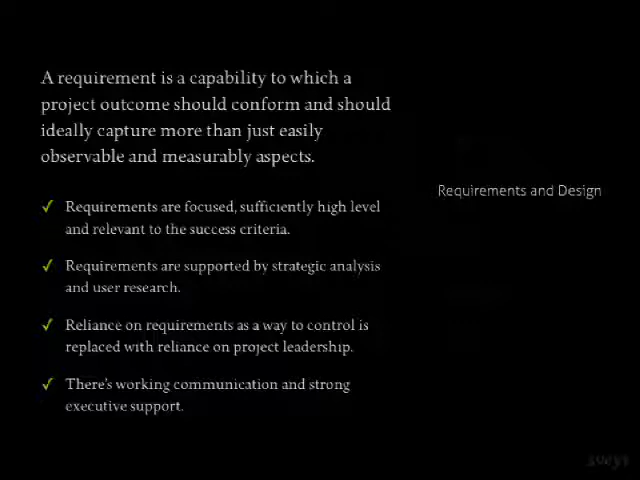 A requirement is a capability to which a
project outcome should conform and should
ideally capture more than just easily
observable and measurably aspects.
Requirements and Design
✓ Requirements are focused, sufficiently high level
and relevant to the success criteria.
✓ Requirements are supported by strategic analysis
and user research.
✓ Reliance on requirements as a way to control is
replaced with reliance on project leadership.
✓ There's working communication and strong
executive support.